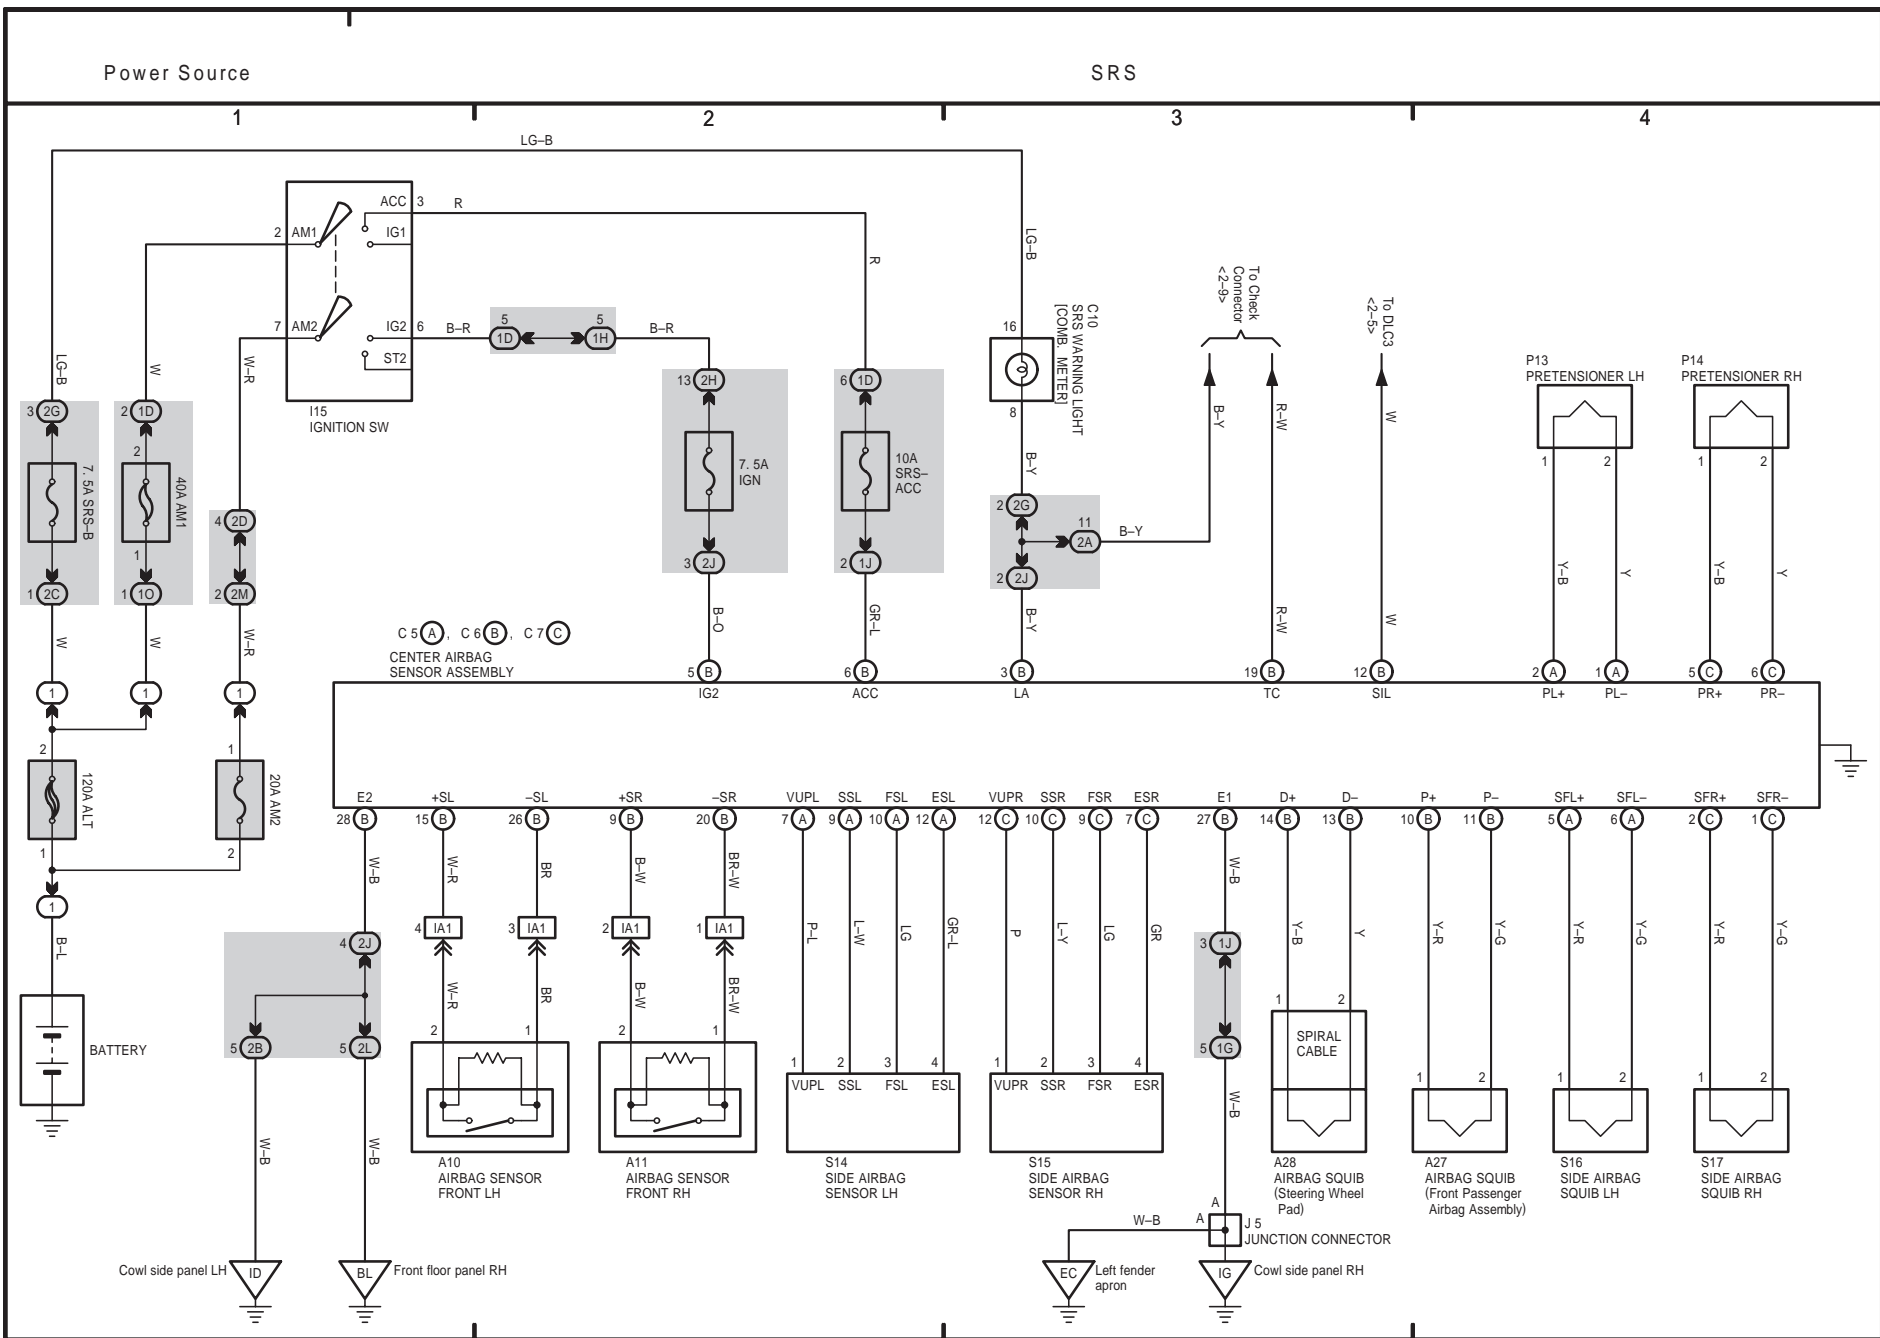 Power Source
SRS
1
2
3
4
LG–B
ACC 3 R
2 AM1 IG1
7 AM2 IG2 6 B–R
ST2
I15
IGNITION SW
5 5
1D 1H B–R
LG–B
R
LG–B
W
W–R
C10
SRS WARNING LIGHT
[COMB. METER]
16
8
To Check
Connector
<2–9>
To DLC3
<2–5>
B–Y
R–W
W
P13
PRETENSIONER LH
P14
PRETENSIONER RH
1 2 1 2
3 2G
2 1D
2
7. 5A SRS–B
40A AM1
1
1 2C
1 1O
4 2D
2 2M
13 2H
7. 5A
IGN
3 2J
6 1D
10A
SRS–
ACC
2 1J
B–Y
2 2G
11
2A B–Y
2 2J
W
W
W–R
B–O
GR–L
B–Y
R–W
W
Y–B
Y
Y–B
Y
C 5 A , C 6 B , C 7 C
CENTER AIRBAG
SENSOR ASSEMBLY
1 1 1
5 B 6 B 3 B 19 B 12 B 2 A 1 A 5 C 6 C
IG2 ACC LA TC SIL PL+ PL– PR+ PR–
2
120A ALT
1
1
20A AM2
2
1
B–L
BATTERY
E2 +SL –SL +SR –SR VUPL SSL FSL ESL VUPR SSR FSR ESR E1 D+ D– P+ P– SFL+ SFL– SFR+ SFR–
28 B 15 B 26 B 9 B 20 B 7 A 9 A 10 A 12 A 12 C 10 C 9 C 7 C 27 B 14 B 13 B 10 B 11 B 5 A 6 A 2 C 1 C
W–B W–R BR B–W BR–W
P–L L–W LG GR–L P L–Y LG GR W–B Y–B Y Y–R Y–G Y–R Y–G Y–R Y–G
4 IA1 3 IA1 2 IA1 1 IA1
4 2J
5 2B 5 2L
3 1J
5 1G
W–R BR B–W BR–W
2 1 2 1
1 2 3 4 1 2 3 4
VUPL SSL FSL ESL VUPR SSR FSR ESR
1 2
SPIRAL
CABLE
1 2 1 2 1 2
W–B
W–B
W–B
A10
AIRBAG SENSOR
FRONT LH
A11
AIRBAG SENSOR
FRONT RH
S14
SIDE AIRBAG
SENSOR LH
S15
SIDE AIRBAG
SENSOR RH
A28
AIRBAG SQUIB
(Steering Wheel
Pad)
A27
AIRBAG SQUIB
(Front Passenger
Airbag Assembly)
S16
SIDE AIRBAG
SQUIB LH
S17
SIDE AIRBAG
SQUIB RH
A
W–B A
J 5
JUNCTION CONNECTOR
Cowl side panel LH ID
BL Front floor panel RH
EC Left fender
apron
IG Cowl side panel RH